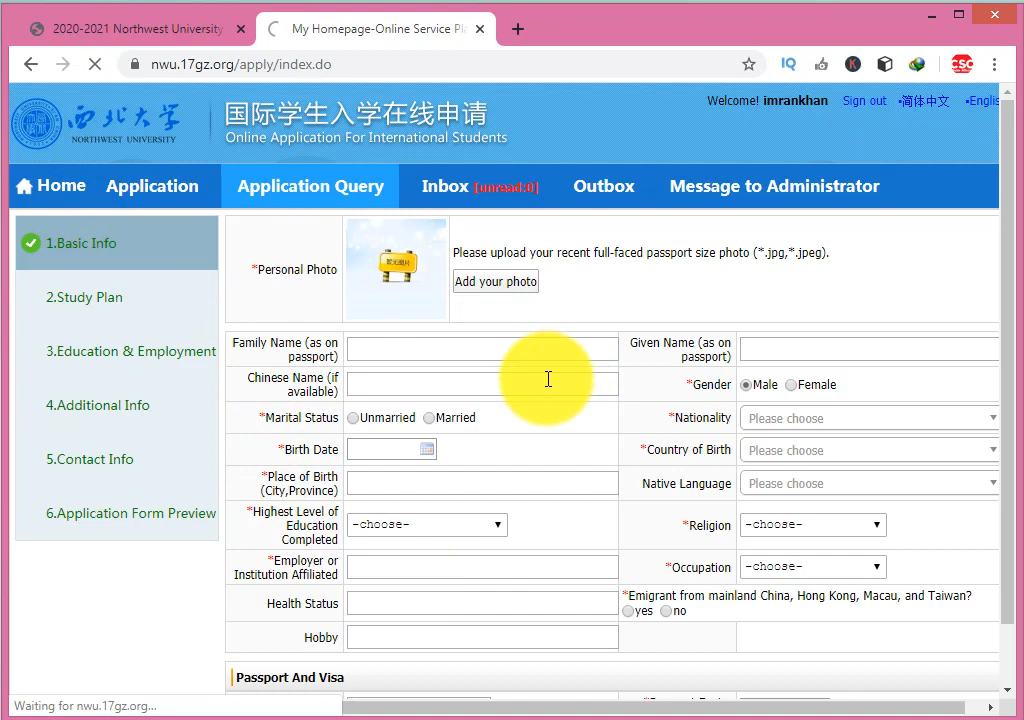 2020-2021 Northwest University
My Homepage-Online Service Pla
nwu.17gz.org/apply/index.do
IQ
K
CSC
西北大学
NORTHWEST UNIVERSITY
国际学生入学在线申请
Online Application For International Students
Welcome! imrankhan Sign out ▪简体中文 ▪Englis
Home Application Application Query Inbox [unread:0] Outbox Message to Administrator
1.Basic Info
2.Study Plan
3.Education & Employment
4.Additional Info
5.Contact Info
6.Application Form Preview
*Personal Photo
暂无图片
Please upload your recent full-faced passport size photo (*.jpg,*.jpeg).
Add your photo
Family Name (as on
passport)
Given Name (as on
passport)
Chinese Name (if
available)
*Gender Male Female
*Marital Status Unmarried Married
*Nationality Please choose
*Birth Date
*Country of Birth Please choose
*Place of Birth
(City,Province)
Native Language Please choose
*Highest Level of
Education
Completed
-choose-
*Religion -choose-
*Employer or
Institution Affiliated
*Occupation -choose-
Health Status
*Emigrant from mainland China, Hong Kong, Macau, and Taiwan?
yes no
Hobby
Passport And Visa
Waiting for nwu.17gz.org...